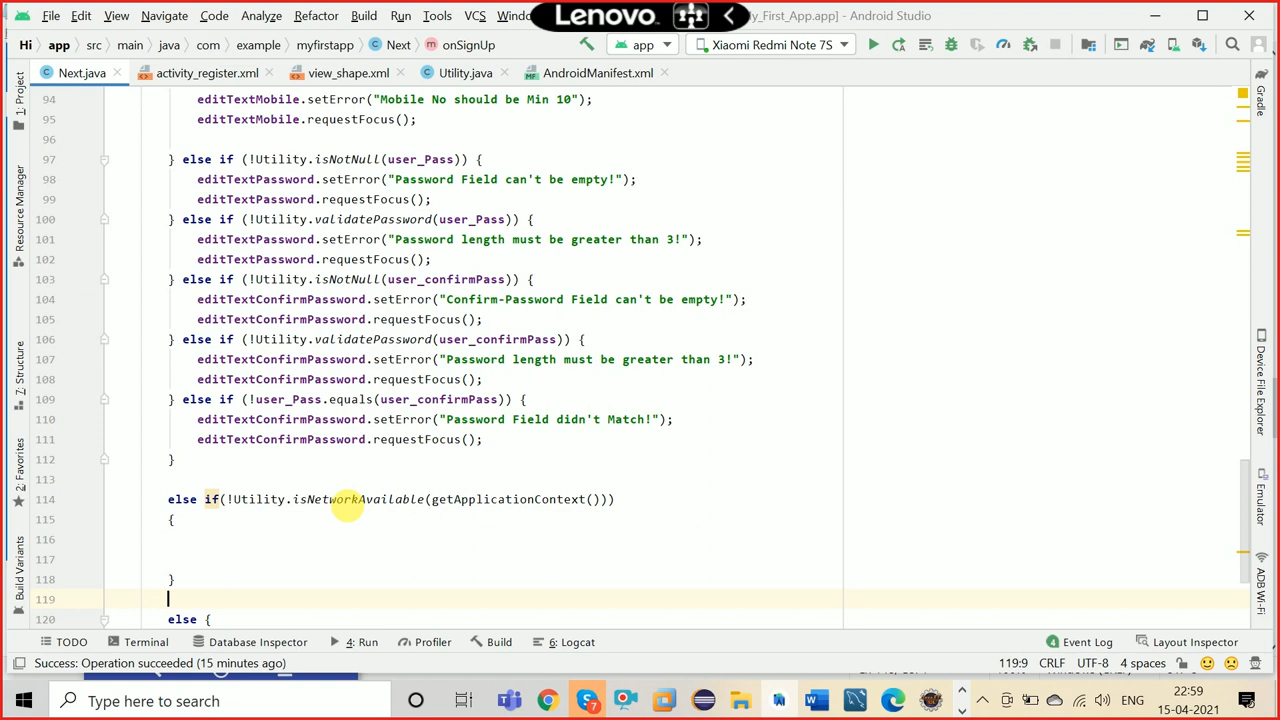 File Edit View Navigate Code Analyze Refactor Build Run Tools VCS Windo Lenovo y_First_App.app] - Android Studio
Hi app src main java com example myfirstapp Next onSignUp app Xiaomi Redmi Note 7S
Next.java activity_register.xml view_shape.xml Utility.java AndroidManifest.xml
1: Project
Resource Manager
7: Structure
2: Favorites
Build Variants
94 editTextMobile.setError("Mobile No should be Min 10");
95 editTextMobile.requestFocus();
96
97 } else if (!Utility.isNotNull(user_Pass)) {
98 editTextPassword.setError("Password Field can't be empty!");
99 editTextPassword.requestFocus();
100 } else if (!Utility.validatePassword(user_Pass)) {
101 editTextPassword.setError("Password length must be greater than 3!");
102 editTextPassword.requestFocus();
103 } else if (!Utility.isNotNull(user_confirmPass)) {
104 editTextConfirmPassword.setError("Confirm-Password Field can't be empty!");
105 editTextConfirmPassword.requestFocus();
106 } else if (!Utility.validatePassword(user_confirmPass)) {
107 editTextConfirmPassword.setError("Password length must be greater than 3!");
108 editTextConfirmPassword.requestFocus();
109 } else if (!user_Pass.equals(user_confirmPass)) {
110 editTextConfirmPassword.setError("Password Field didn't Match!");
111 editTextConfirmPassword.requestFocus();
112 }
113
114 else if(!Utility.isNetworkAvailable(getApplicationContext()))
115 {
116
117
118 }
119
120 else {
Gradle
Device File Explorer
Emulator
ADB Wi-Fi
TODO Terminal Database Inspector 4: Run Profiler Build 6: Logcat 4 Event Log Layout Inspector
Success: Operation succeeded (15 minutes ago) 119:9 CRLF UTF-8 4 spaces
Type here to search 7 ENG 22:59
15-04-2021